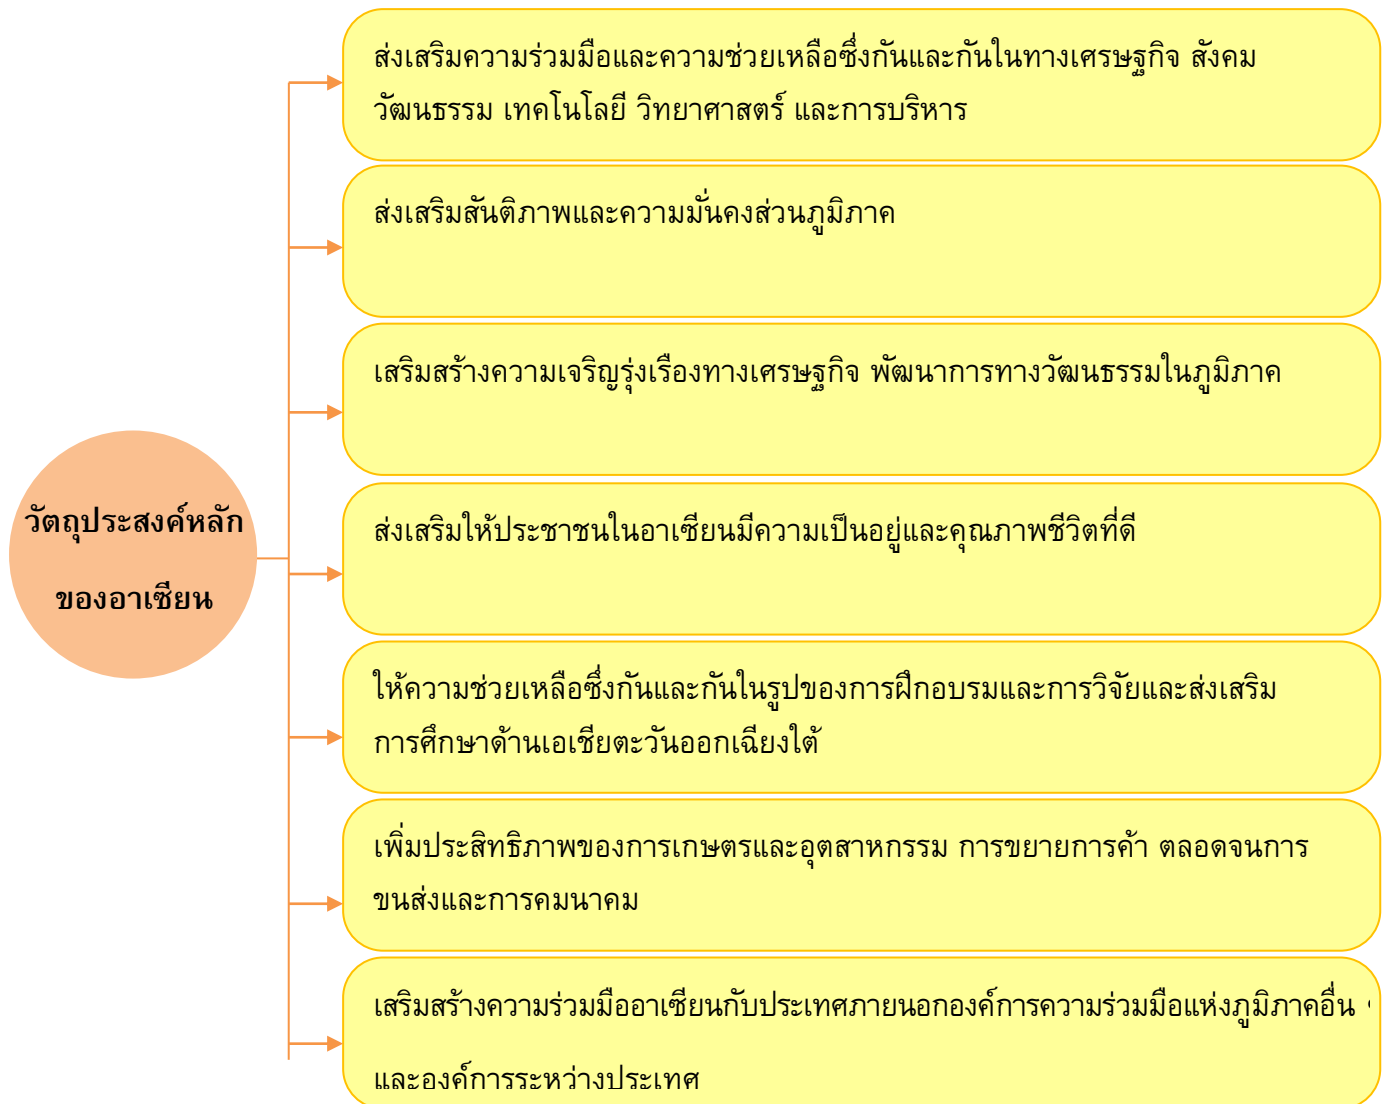 ส่งเสริมความร่วมมือและความช่วยเหลือซึ่งกันและกันในทางเศรษฐกิจ สังคม
วัฒนธรรม เทคโนโลยี วิทยาศาสตร์ และการบริหาร
ส่งเสริมสันติภาพและความมั่นคงส่วนภูมิภาค
เสริมสร้างความเจริญรุ่งเรืองทางเศรษฐกิจ พัฒนาการทางวัฒนธรรมในภูมิภาค
วัตถุประสงค์หลัก
ของอาเซียน
ส่งเสริมให้ประชาชนในอาเซียนมีความเป็นอยู่และคุณภาพชีวิตที่ดี
ให้ความช่วยเหลือซึ่งกันและกันในรูปของการฝึกอบรมและการวิจัยและส่งเสริม
การศึกษาด้านเอเชียตะวันออกเฉียงใต้
เพิ่มประสิทธิภาพของการเกษตรและอุตสาหกรรม การขยายการค้า ตลอดจนการ
ขนส่งและการคมนาคม
เสริมสร้างความร่วมมืออาเซียนกับประเทศภายนอกองค์การความร่วมมือแห่งภูมิภาคอื่น
และองค์การระหว่างประเทศ